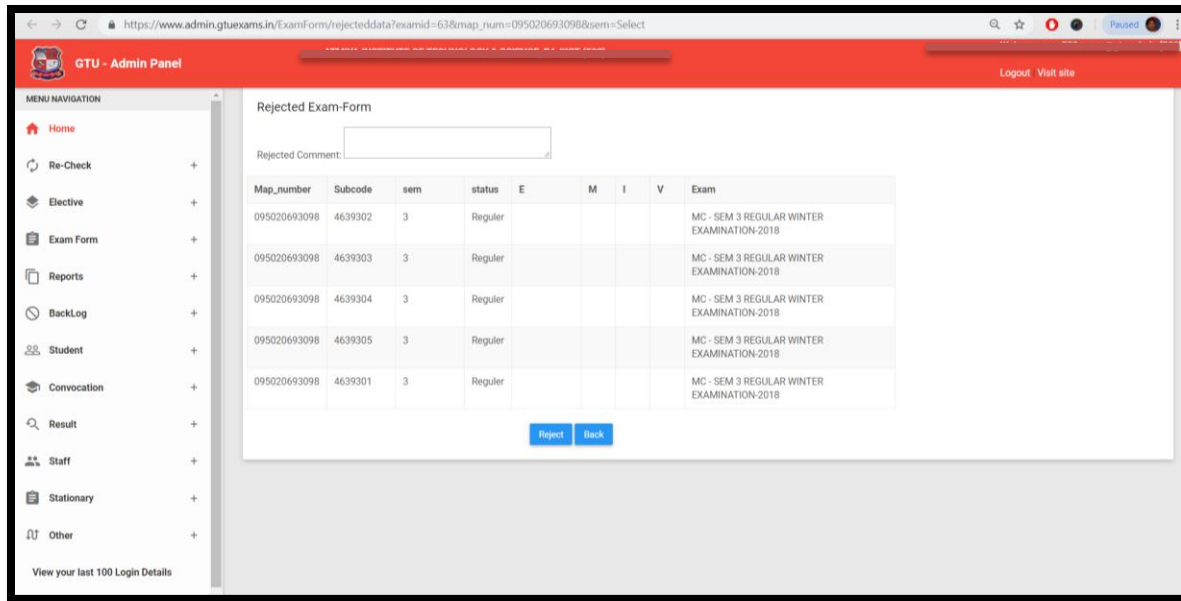 https://www.admin.gtuexams.in/ExamForm/rejecteddata?examid=63&map_num=095020693098&sem=Select
Paused
GTU - Admin Panel
Logout Visit site
MENU NAVIGATION
Home
Re-Check +
Elective +
Exam Form +
Reports +
BackLog +
Student +
Convocation +
Result +
Staff +
Stationary +
Other +
View your last 100 Login Details
Rejected Exam-Form
Rejected Comment:
Map_number Subcode sem status E M I V Exam
095020693098 4639302 3 Reguler MC - SEM 3 REGULAR WINTER
EXAMINATION-2018
095020693098 4639303 3 Reguler MC - SEM 3 REGULAR WINTER
EXAMINATION-2018
095020693098 4639304 3 Reguler MC - SEM 3 REGULAR WINTER
EXAMINATION-2018
095020693098 4639305 3 Reguler MC - SEM 3 REGULAR WINTER
EXAMINATION-2018
095020693098 4639301 3 Reguler MC - SEM 3 REGULAR WINTER
EXAMINATION-2018
Reject Back